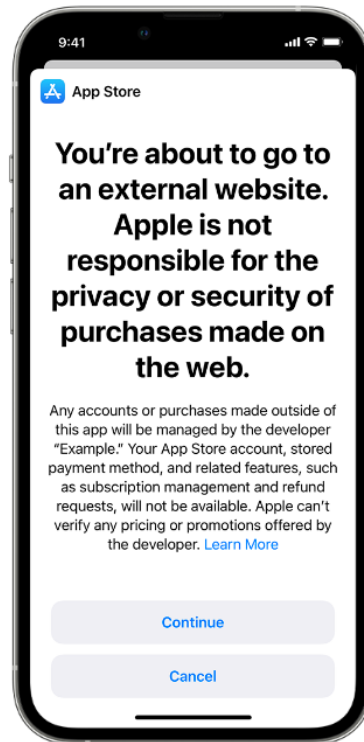 9:41
App Store
You’re about to go to
an external website.
Apple is not
responsible for the
privacy or security of
purchases made on
the web.
Any accounts or purchases made outside of
this app will be managed by the developer
“Example.” Your App Store account, stored
payment method, and related features, such
as subscription management and refund
requests, will not be available. Apple can’t
verify any pricing or promotions offered by
the developer. Learn More
Continue
Cancel